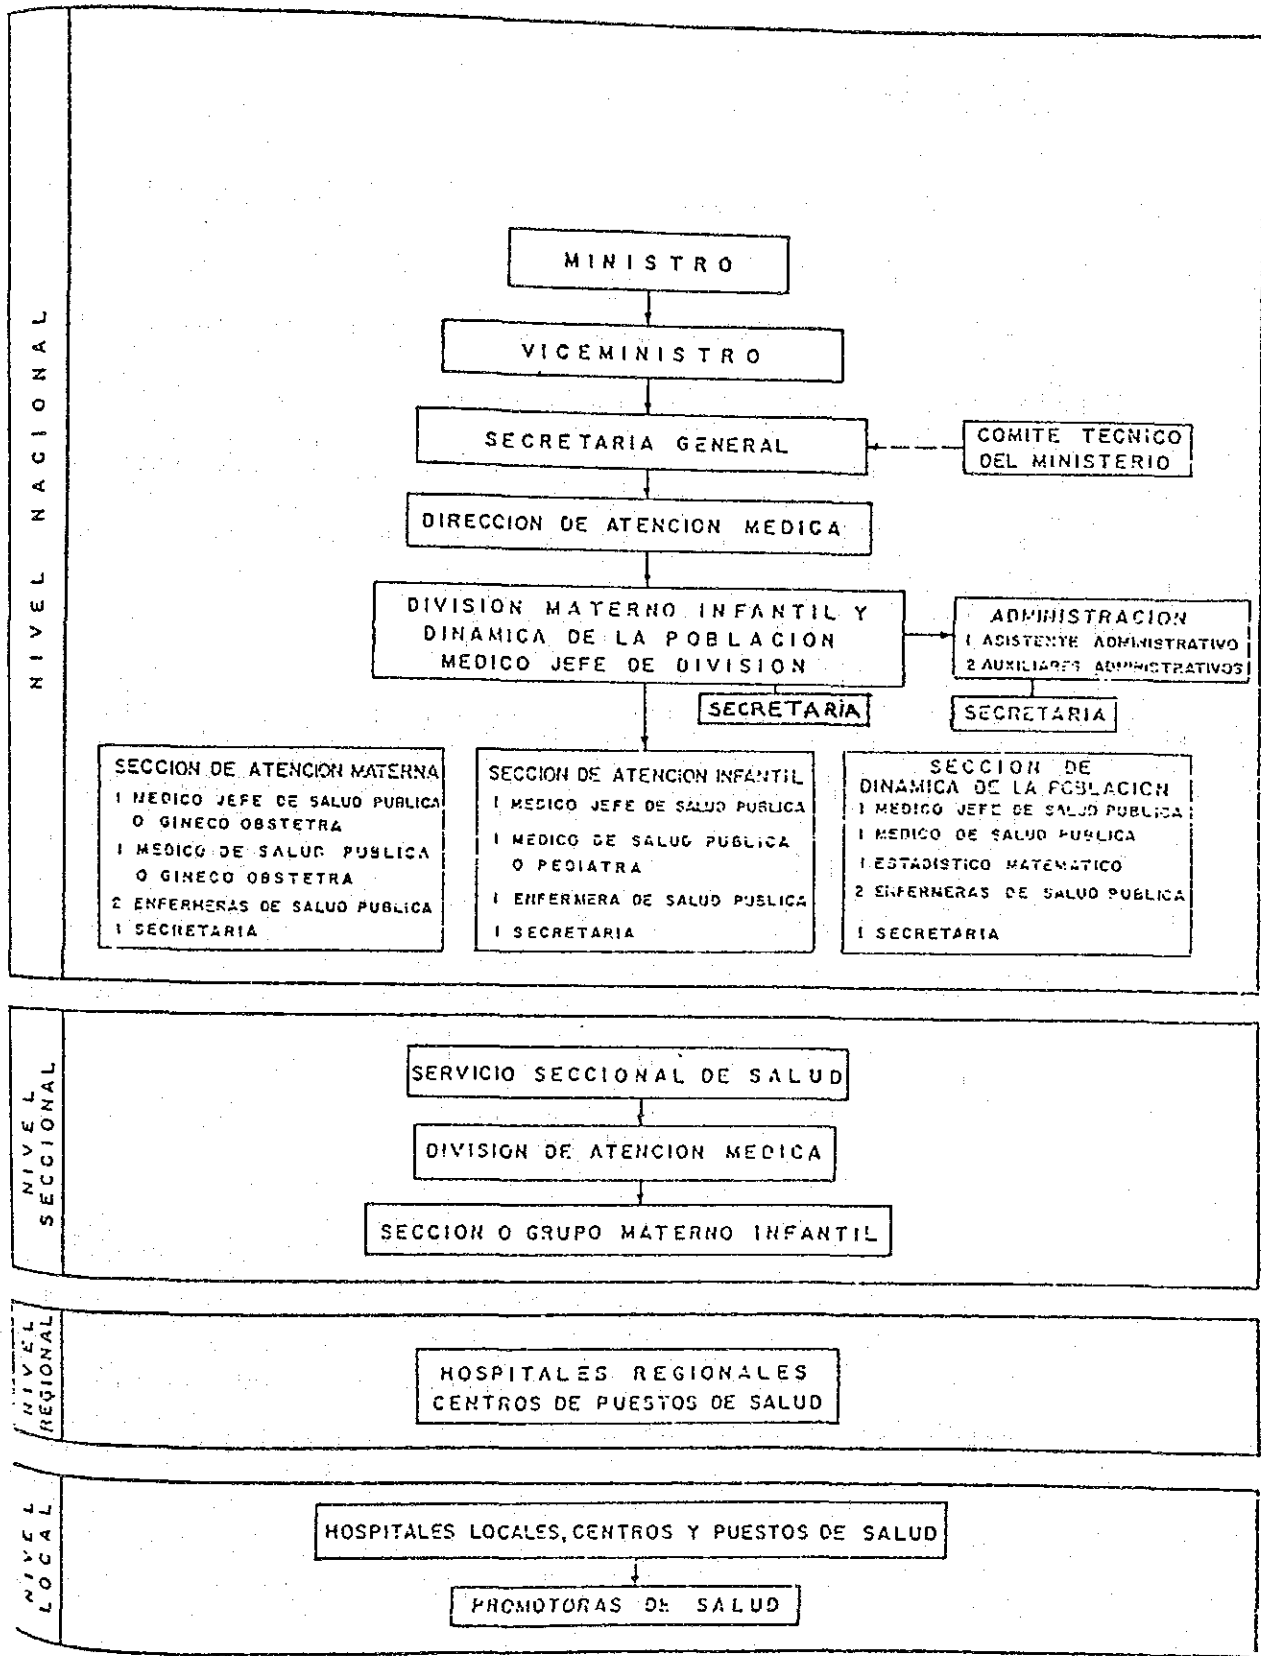 NIVEL NACIONAL
MINISTRO
VICEMINISTRO
SECRETARIA GENERAL
COMITE TECNICO
DEL MINISTERIO
DIRECCION DE ATENCION MEDICA
DIVISION MATERNO INFANTIL Y
DINAMICA DE LA POBLACION
MEDICO JEFE DE DIVISION
ADMINISTRACION
1 ASISTENTE ADMINISTRATIVO
2 AUXILIARES ADMINISTRATIVOS
SECRETARÍA
SECRETARIA
SECCION DE ATENCION MATERNA
1 MEDICO JEFE DE SALUD PUBLICA
O GINECO OBSTETRA
1 MEDICO DE SALUD PUBLICA
O GINECO OBSTETRA
2 ENFERMERAS DE SALUD PUBLICA
1 SECRETARIA
SECCION DE ATENCION INFANTIL
1 MEDICO JEFE DE SALUD PUBLICA
1 MEDICO DE SALUD PUBLICA
O PEDIATRA
1 ENFERMERA DE SALUD PUBLICA
1 SECRETARIA
SECCION DE
DINAMICA DE LA POBLACION
1 MEDICO JEFE DE SALUD PUBLICA
1 MEDICO DE SALUD PUBLICA
1 ESTADISTICO MATEMATICO
2 ENFERMERAS DE SALUD PUBLICA
1 SECRETARIA
NIVEL
SECCIONAL
SERVICIO SECCIONAL DE SALUD
DIVISION DE ATENCION MEDICA
SECCION O GRUPO MATERNO INFANTIL
NIVEL
REGIONAL
HOSPITALES REGIONALES
CENTROS DE PUESTOS DE SALUD
NIVEL
LOCAL
HOSPITALES LOCALES, CENTROS Y PUESTOS DE SALUD
PROMOTORAS DE SALUD